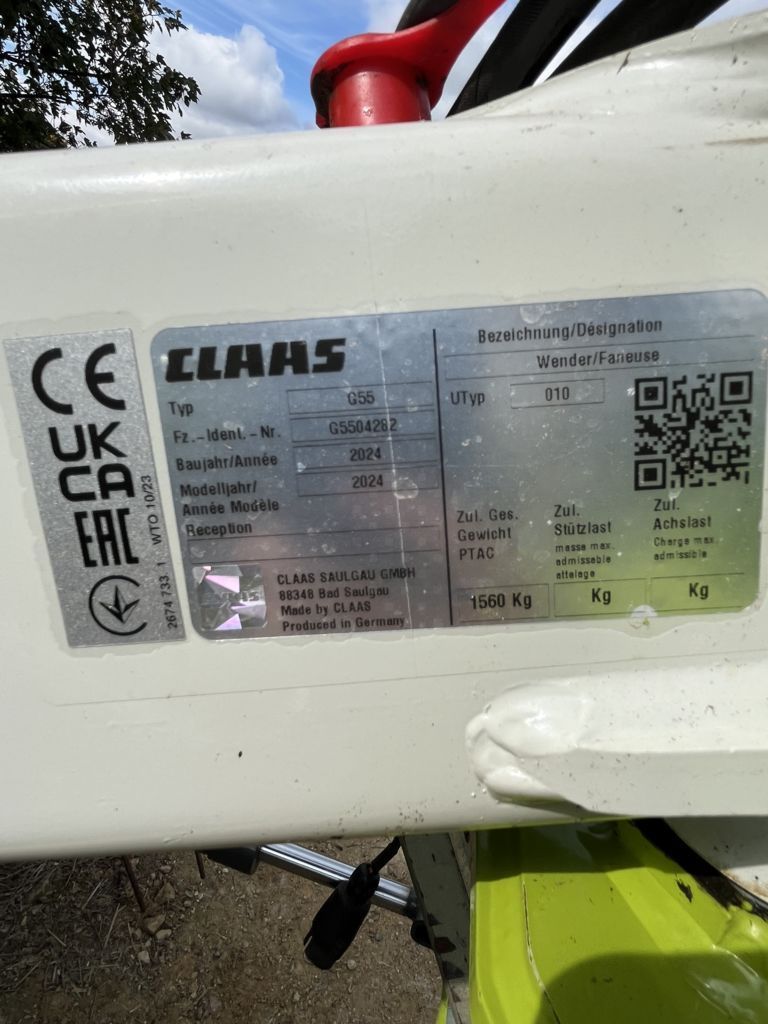 CE
UK
CA
EAC
2674 733. 1 WTO 10/23
CLAAS
Typ G55
Fz.-Ident.-Nr. G5504282
Baujahr/Année 2024
Modelljahr/
Année Modèle 2024
Reception
CLAAS SAULGAU GMBH
88348 Bad Saulgau
Made by CLAAS
Produced in Germany
Bezeichnung/Désignation
Wender/Faneuse
UTyp 010
Zul. Ges.
Gewicht
PTAC
1560 Kg
Zul.
Stützlast
masse max.
admissable
attelage
Kg
Zul.
Achslast
Charge max.
admissible
Kg